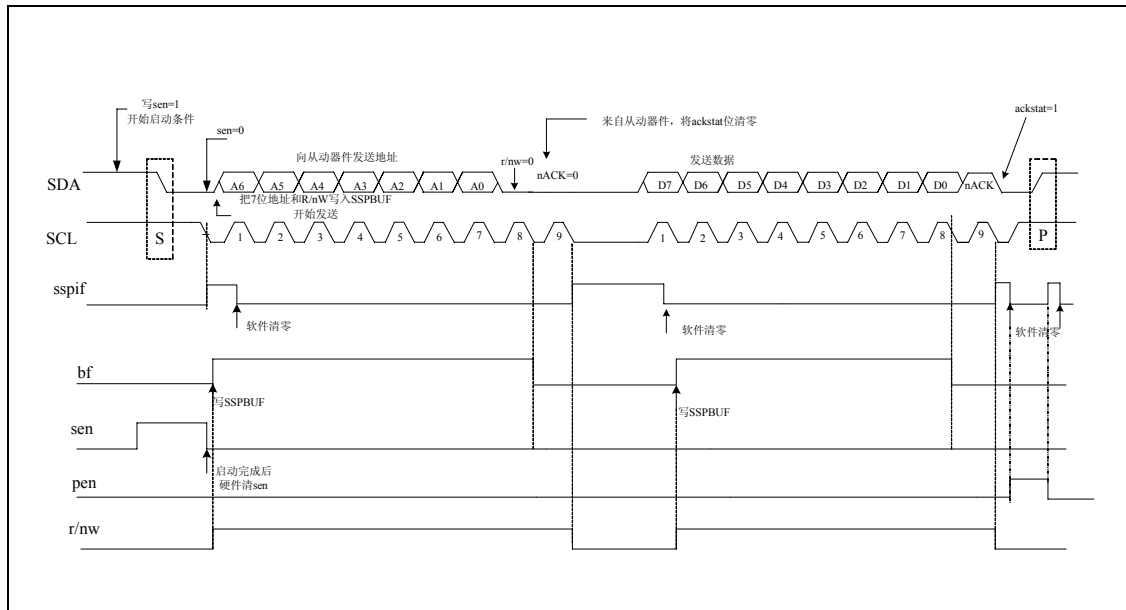 写sen=1
开始启动条件
sen=0
来自从动器件，将ackstat位清零
ackstat=1
向从动器件发送地址
r/nw=0
nACK=0
发送数据
SDA
A6 A5 A4 A3 A2 A1 A0
D7 D6 D5 D4 D3 D2 D1 D0 nACK
把7位地址和R/nW写入SSPBUF
开始发送
SCL
S
1 2 3 4 5 6 7 8 9
1 2 3 4 5 6 7 8 9
P
sspif
软件清零
软件清零
软件清零
bf
写SSPBUF
写SSPBUF
sen
启动完成后
硬件清sen
pen
r/nw